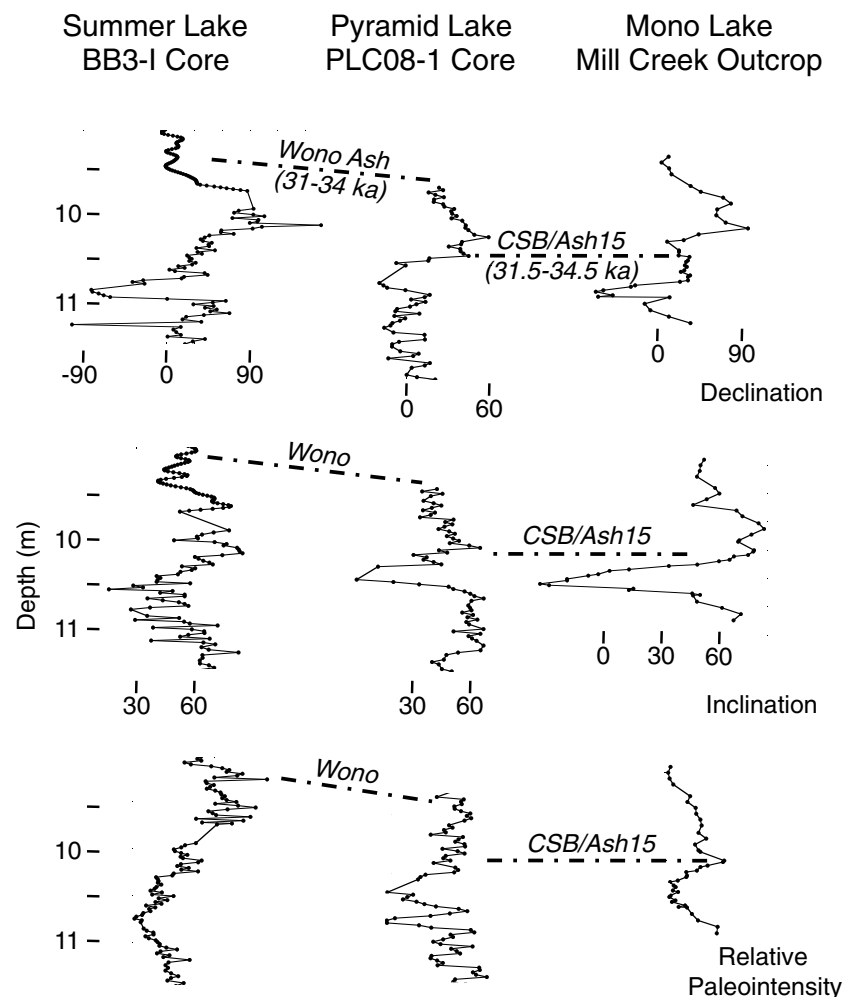 Summer Lake
BB3-I Core
Pyramid Lake
PLC08-1 Core
Mono Lake
Mill Creek Outcrop
Wono Ash
(31-34 ka)
10
CSB/Ash15
(31.5-34.5 ka)
11
-90 0 90
0 60
0 90
Declination
Wono
10
CSB/Ash15
Depth (m)
11
0 30 60
30 60
30 60
Inclination
Wono
10
CSB/Ash15
11
Relative
Paleointensity